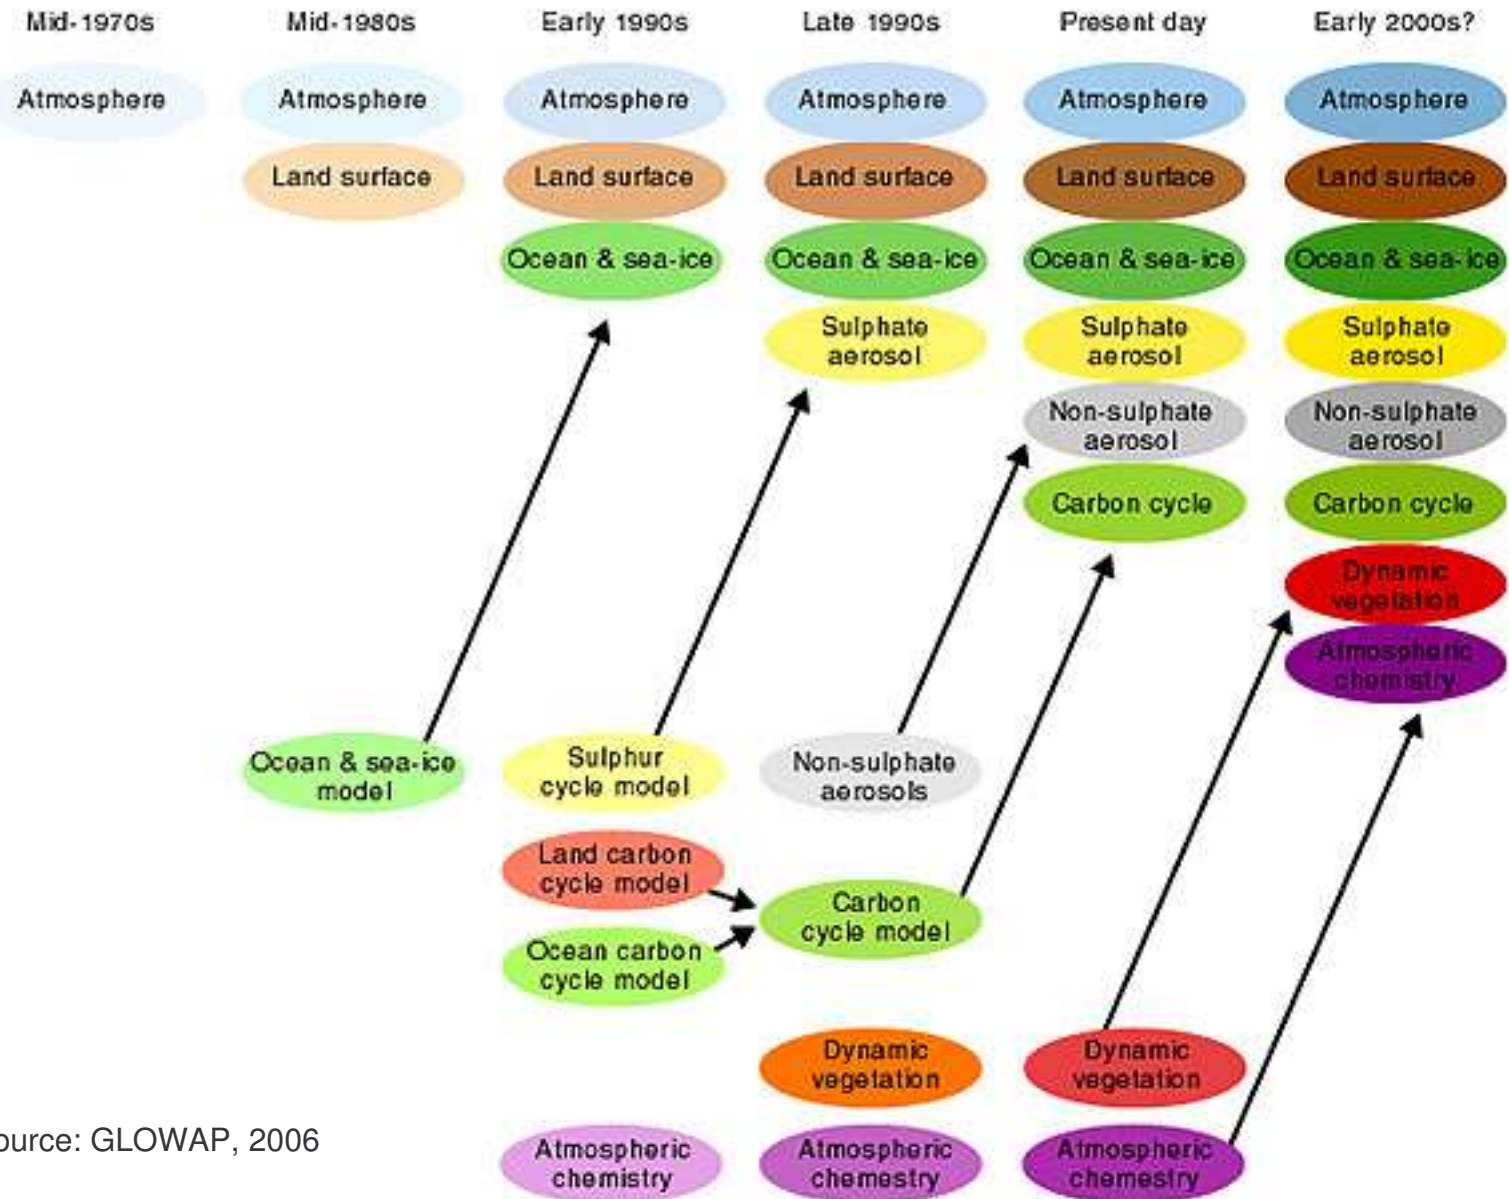 Mid-1970s
Mid-1980s
Early 1990s
Late 1990s
Present day
Early 2000s?
Atmosphere
Atmosphere
Atmosphere
Atmosphere
Atmosphere
Atmosphere
Land surface
Land surface
Land surface
Land surface
Land surface
Ocean & sea-ice
Ocean & sea-ice
Ocean & sea-ice
Ocean & sea-ice
Sulphate
aerosol
Sulphate
aerosol
Sulphate
aerosol
Non-sulphate
aerosol
Non-sulphate
aerosol
Carbon cycle
Carbon cycle
Dynamic
vegetation
Atmospheric
chemistry
Ocean & sea-ice
model
Sulphur
cycle model
Non-sulphate
aerosols
Land carbon
cycle model
Carbon
cycle model
Ocean carbon
cycle model
Dynamic
vegetation
Dynamic
vegetation
ource: GLOWAP, 2006
Atmospheric
chemistry
Atmospheric
chemestry
Atmospheric
chemestry